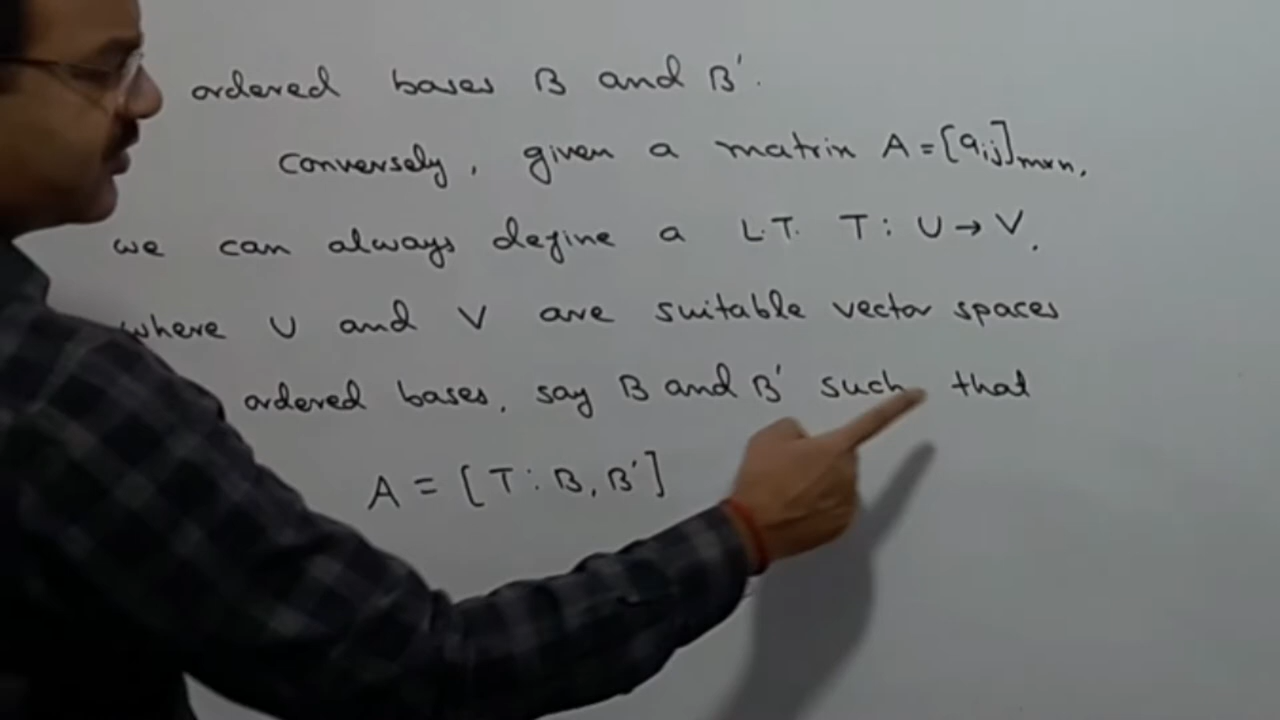 ordered bases B and B'.
Conversely, given a matrix A = [aij]m×n,
we can always define a L.T. T : U → V,
where U and V are suitable vector spaces
ordered bases, say B and B' such that
A = [T : B, B']